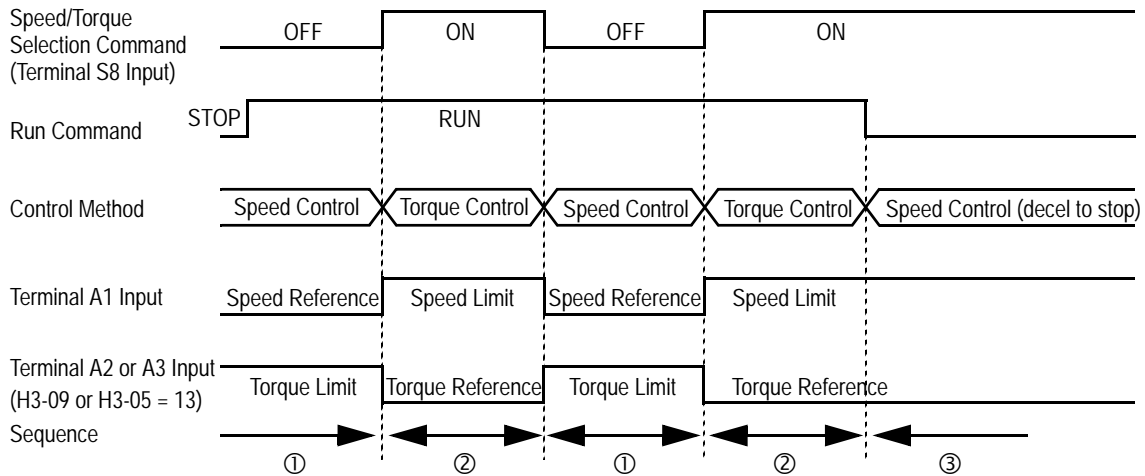 Speed/Torque
Selection Command
(Terminal S8 Input)
OFF ON OFF ON
Run Command
STOP RUN
Control Method
Speed Control Torque Control Speed Control Torque Control Speed Control (decel to stop)
Terminal A1 Input
Speed Reference Speed Limit Speed Reference Speed Limit
Terminal A2 or A3 Input
(H3-09 or H3-05 = 13)
Torque Limit Torque Reference Torque Limit Torque Reference
Sequence
① ② ① ② ③